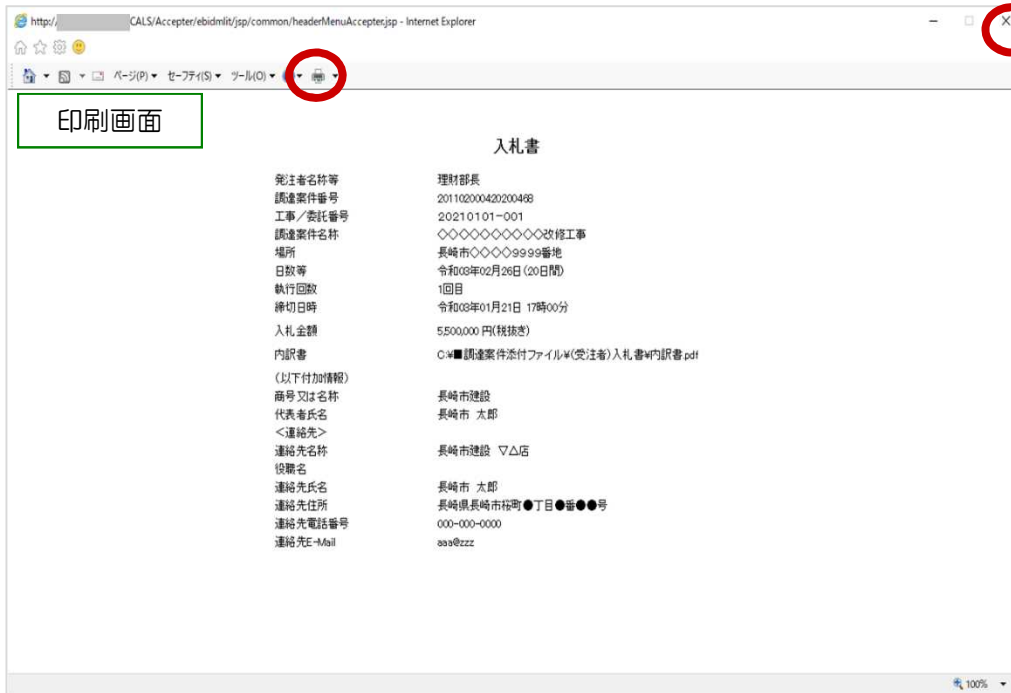 http:/ CALS/Accepter/ebidmlit/jsp/common/headerMenuAccepter.jsp - Internet Explorer
ページ(P) セーフティ(S) ツール(O)
印刷画面
入札書
発注者名称等 理財部長
調達案件番号 201102000420200468
工事／委託番号 20210101-001
調達案件名称 ◇◇◇◇◇◇◇◇◇◇改修工事
場所 長崎市◇◇◇◇9999番地
日数等 令和03年02月26日(20日間)
執行回数 1回目
締切日時 令和03年01月21日 17時00分
入札金額 5,500,000 円(税抜き)
内訳書 C:¥■調達案件添付ファイル¥(受注者)入札書¥内訳書.pdf
(以下付加情報)
商号又は名称 長崎市建設
代表者氏名 長崎市 太郎
＜連絡先＞
連絡先名称 長崎市建設 ▽△店
役職名
連絡先氏名 長崎市 太郎
連絡先住所 長崎県長崎市桜町●丁目●番●●号
連絡先電話番号 000-000-0000
連絡先E-Mail aaa@zzz
100%